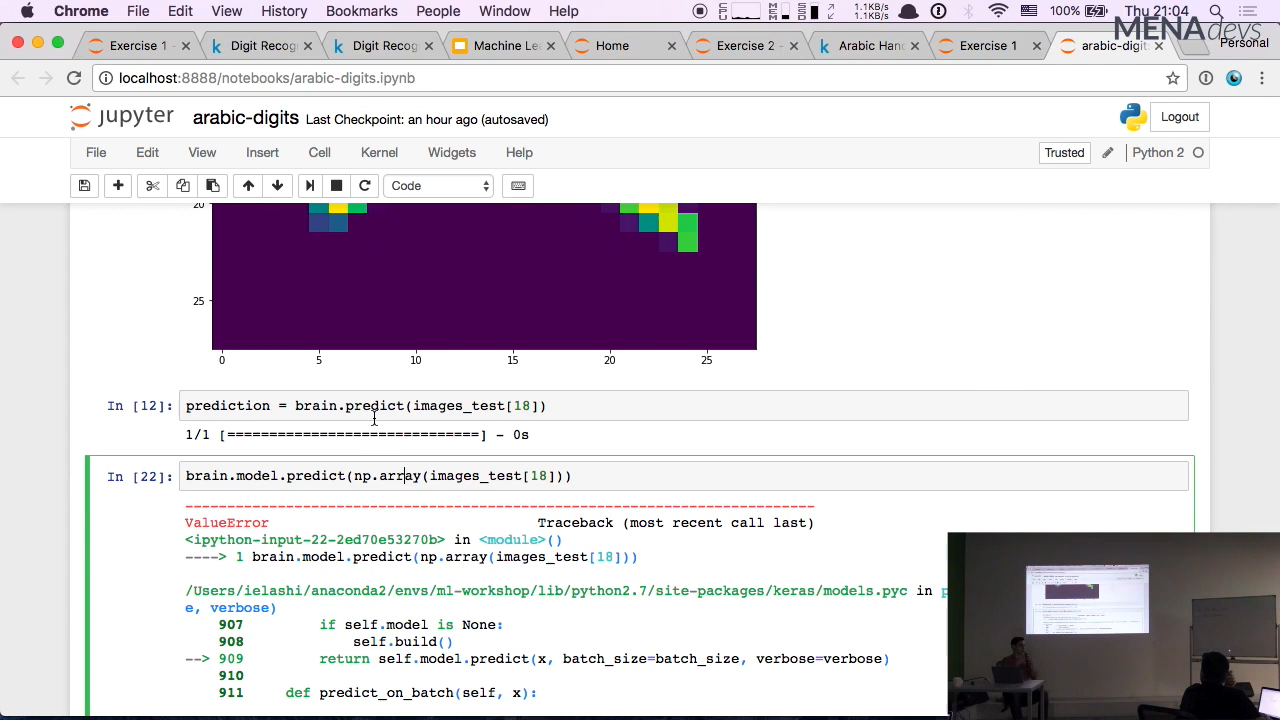 Chrome File Edit View History Bookmarks People Window Help
1.1KB/s 1.1KB/s 100% Thu 21:04
MENAdevs
Exercise 1 - Digit Recog Digit Recog Machine Le Home Exercise 2 - Arabic Han Exercise 1 arabic-digit Personal
localhost:8888/notebooks/arabic-digits.ipynb
jupyter arabic-digits Last Checkpoint: an hour ago (autosaved) Logout
File Edit View Insert Cell Kernel Widgets Help Trusted Python 2
Code
20
25
0 5 10 15 20 25
In [12]: prediction = brain.predict(images_test[18])
1/1 [==============================] - 0s
In [22]: brain.model.predict(np.array(images_test[18]))
---------------------------------------------------------------------------
ValueError Traceback (most recent call last)
<ipython-input-22-2ed70e53270b> in <module>()
----> 1 brain.model.predict(np.array(images_test[18]))
/Users/ielashi/anaconda2/envs/ml-workshop/lib/python2.7/site-packages/keras/models.pyc in
e, verbose)
907 if self.model is None:
908 self.build()
--> 909 return self.model.predict(x, batch_size=batch_size, verbose=verbose)
910
911 def predict_on_batch(self, x):